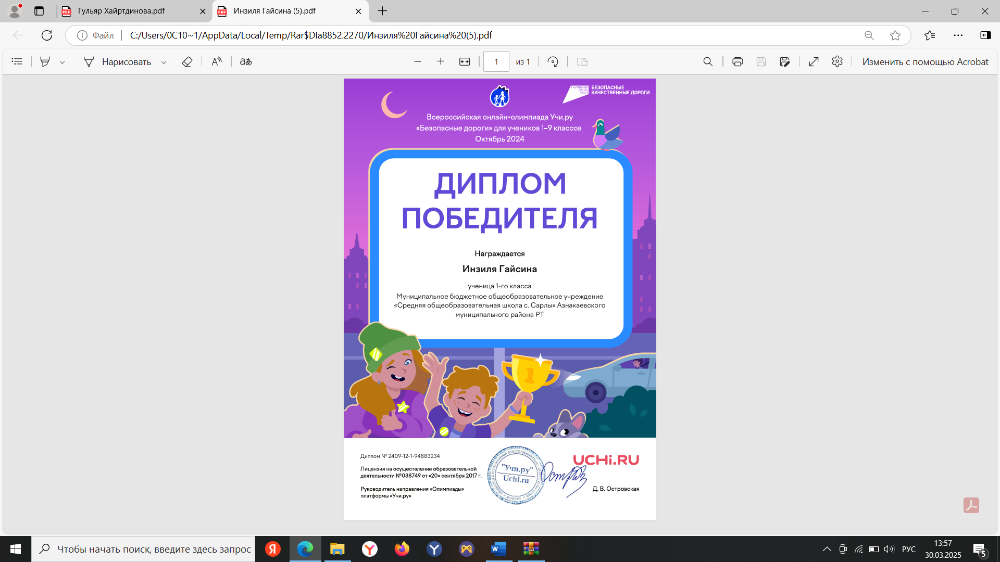 Гульяр Хайртдинова.pdf
Инзиля Гайсина (5).pdf
Файл
C:/Users/0C10~1/AppData/Local/Temp/Rar$DIa8852.2270/Инзиля%20Гайсина%20(5).pdf
Нарисовать
1
из 1
Изменить с помощью Acrobat
БЕЗОПАСНЫЕ
КАЧЕСТВЕННЫЕ ДОРОГИ
Всероссийская онлайн-олимпиада Учи.ру
«Безопасные дороги» для учеников 1–9 классов
Октябрь 2024
ДИПЛОМ
ПОБЕДИТЕЛЯ
Награждается
Инзиля Гайсина
ученица 1-го класса
Муниципальное бюджетное общеобразовательное учреждение
«Средняя общеобразовательная школа с. Сарлы» Азнакаевского
муниципального района РТ
1
Диплом № 2409-12-1-94883234
Лицензия на осуществление образовательной
деятельности №038749 от «20» сентября 2017 г.
Руководитель направления «Олимпиады»
платформы «Учи.ру»
"Учи.ру"
Uchi.ru
МОСКВА
UCHi.RU
Д. В. Островская
Чтобы начать поиск, введите здесь запрос
РУС
13:57
30.03.2025
5